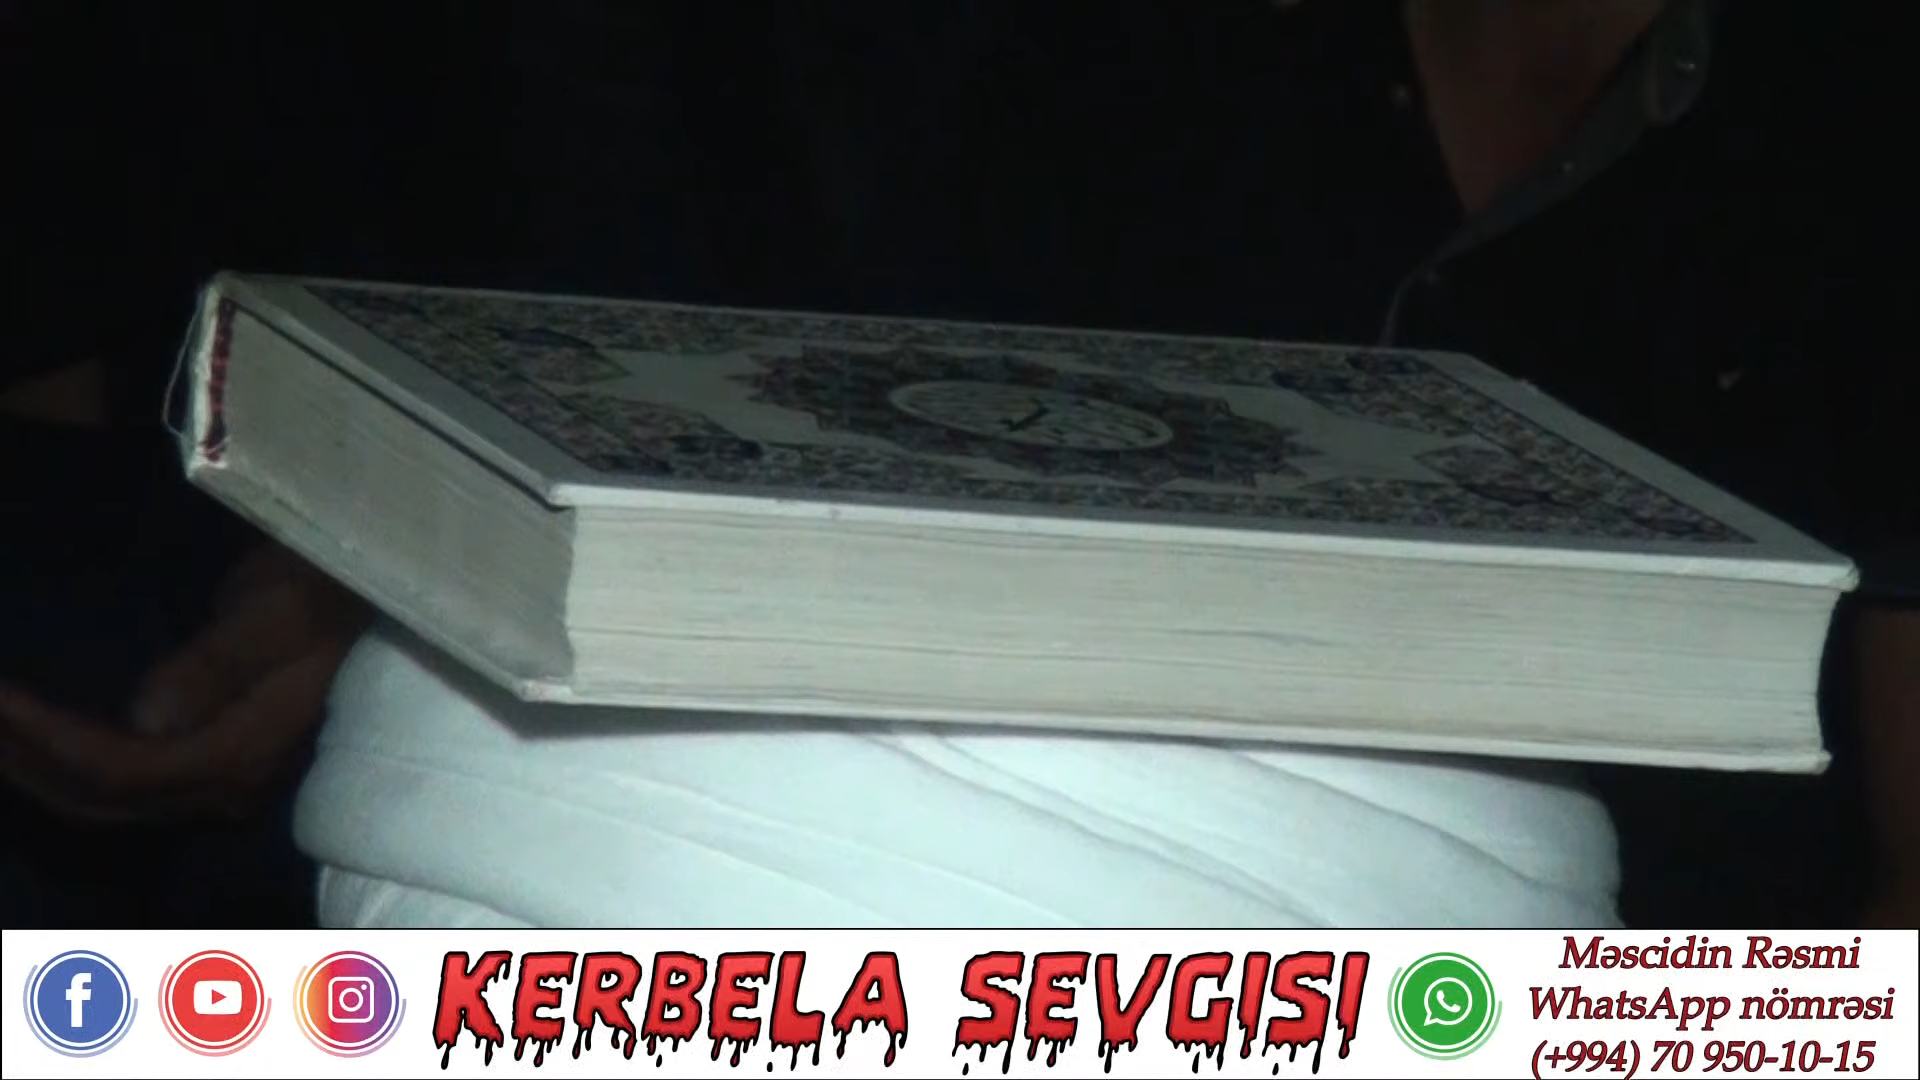 KERBELA SEVGISI
Məscidin Rəsmi
WhatsApp nömrəsi
(+994) 70 950-10-15